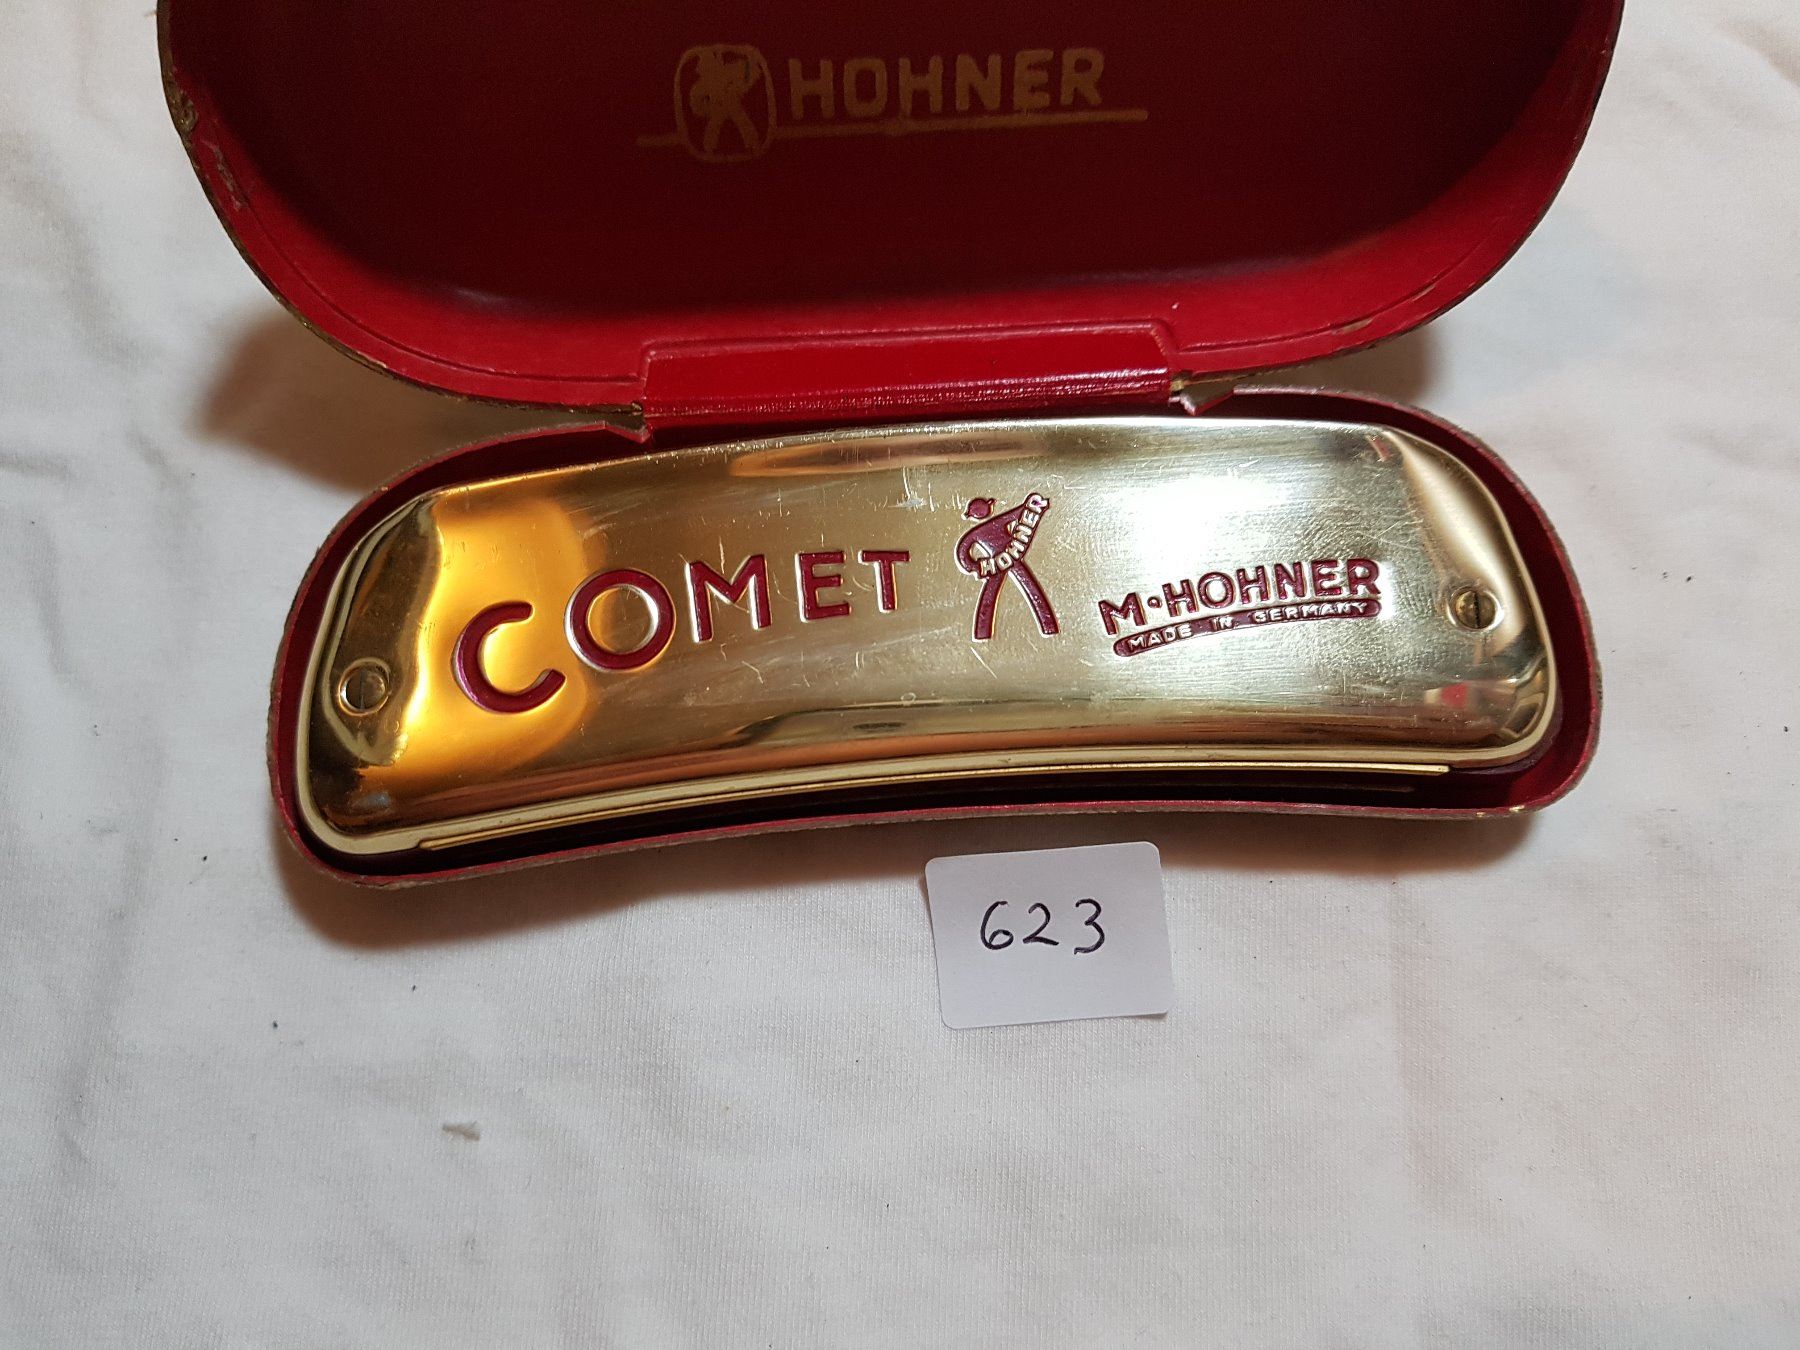 HOHNER
COMET
HOHNER
M·HOHNER
MADE IN GERMANY
623